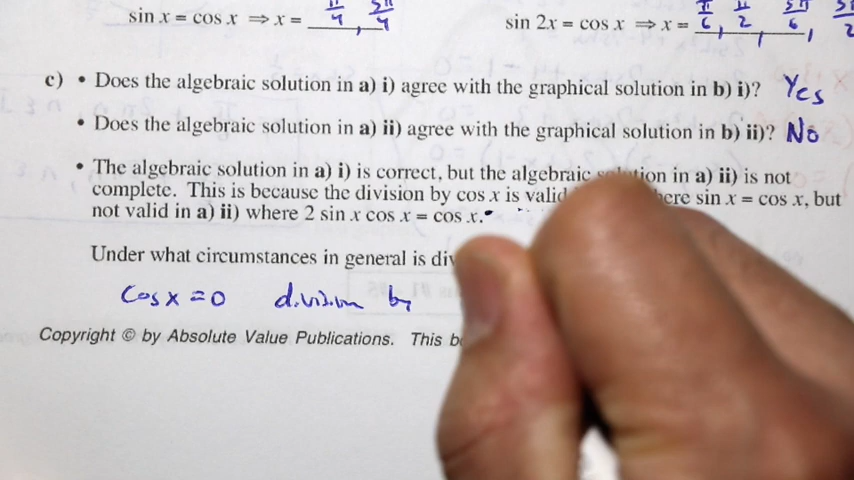 sin x = cos x ⇒ x = π/4, 5π/4
sin 2x = cos x ⇒ x = π/6, π/2, 5π/6,
c) • Does the algebraic solution in a) i) agree with the graphical solution in b) i)? Yes
• Does the algebraic solution in a) ii) agree with the graphical solution in b) ii)? No
• The algebraic solution in a) i) is correct, but the algebraic in a) ii) is not
complete. This is because the division by cos x is valid sin x = cos x, but
not valid in a) ii) where 2 sin x cos x = cos x.
Under what circumstances in general is
cos x = 0 division by
Copyright © by Absolute Value Publications. This